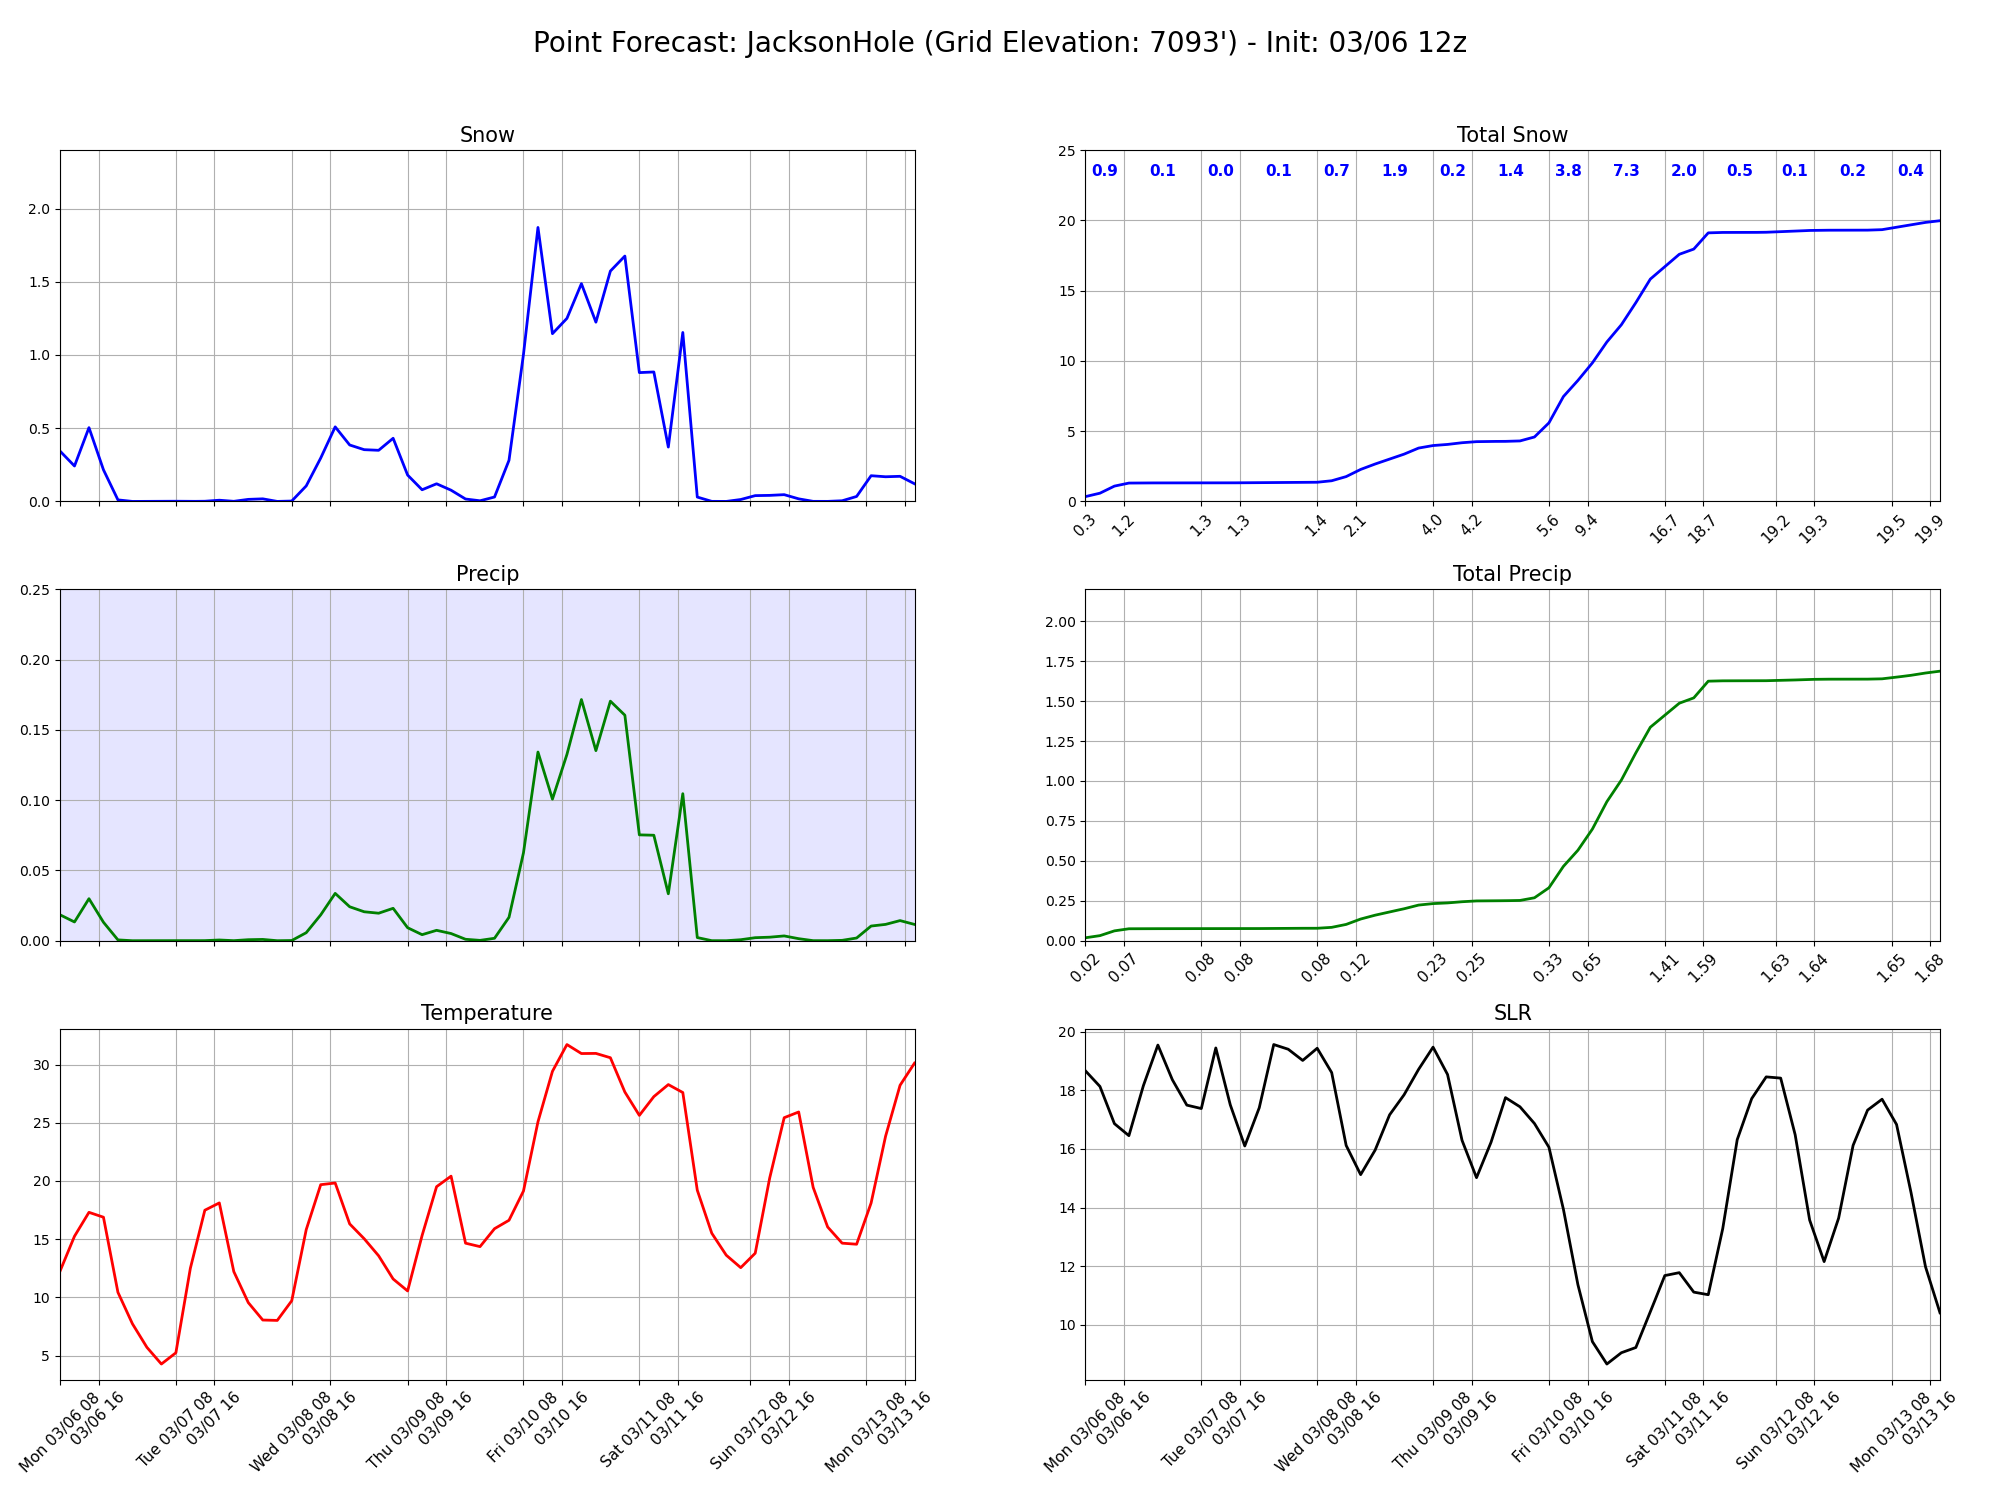 Point Forecast: JacksonHole (Grid Elevation: 7093') - Init: 03/06 12z
Snow
2.0
1.5
1.0
0.5
0.0
Total Snow
25
20
15
10
5
0
0.9 0.1 0.0 0.1 0.7 1.9 0.2 1.4 3.8 7.3 2.0 0.5 0.1 0.2 0.4
0.3 1.2 1.3 1.3 1.4 2.1 4.0 4.2 5.6 9.4 16.7 18.7 19.2 19.3 19.5 19.9
Precip
0.25
0.20
0.15
0.10
0.05
0.00
Total Precip
2.00
1.75
1.50
1.25
1.00
0.75
0.50
0.25
0.00
0.02 0.07 0.08 0.08 0.08 0.12 0.23 0.25 0.33 0.65 1.41 1.59 1.63 1.64 1.65 1.68
Temperature
30
25
20
15
10
5
Mon 03/06 08
03/06 16
Tue 03/07 08
03/07 16
Wed 03/08 08
03/08 16
Thu 03/09 08
03/09 16
Fri 03/10 08
03/10 16
Sat 03/11 08
03/11 16
Sun 03/12 08
03/12 16
Mon 03/13 08
03/13 16
SLR
20
18
16
14
12
10
Mon 03/06 08
03/06 16
Tue 03/07 08
03/07 16
Wed 03/08 08
03/08 16
Thu 03/09 08
03/09 16
Fri 03/10 08
03/10 16
Sat 03/11 08
03/11 16
Sun 03/12 08
03/12 16
Mon 03/13 08
03/13 16